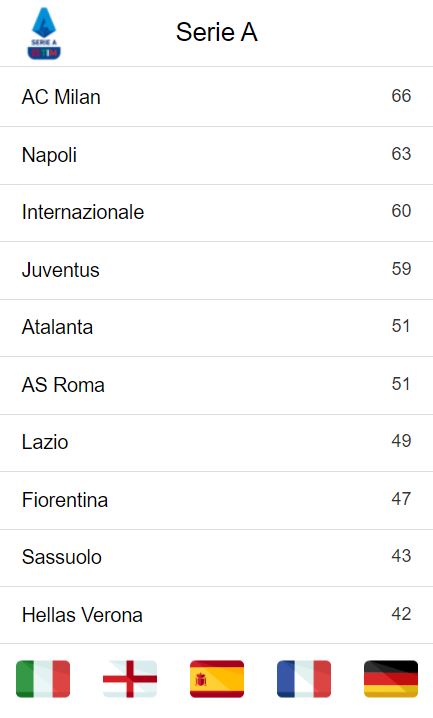 Serie A
SERIE A
TIM
AC Milan 66
Napoli 63
Internazionale 60
Juventus 59
Atalanta 51
AS Roma 51
Lazio 49
Fiorentina 47
Sassuolo 43
Hellas Verona 42